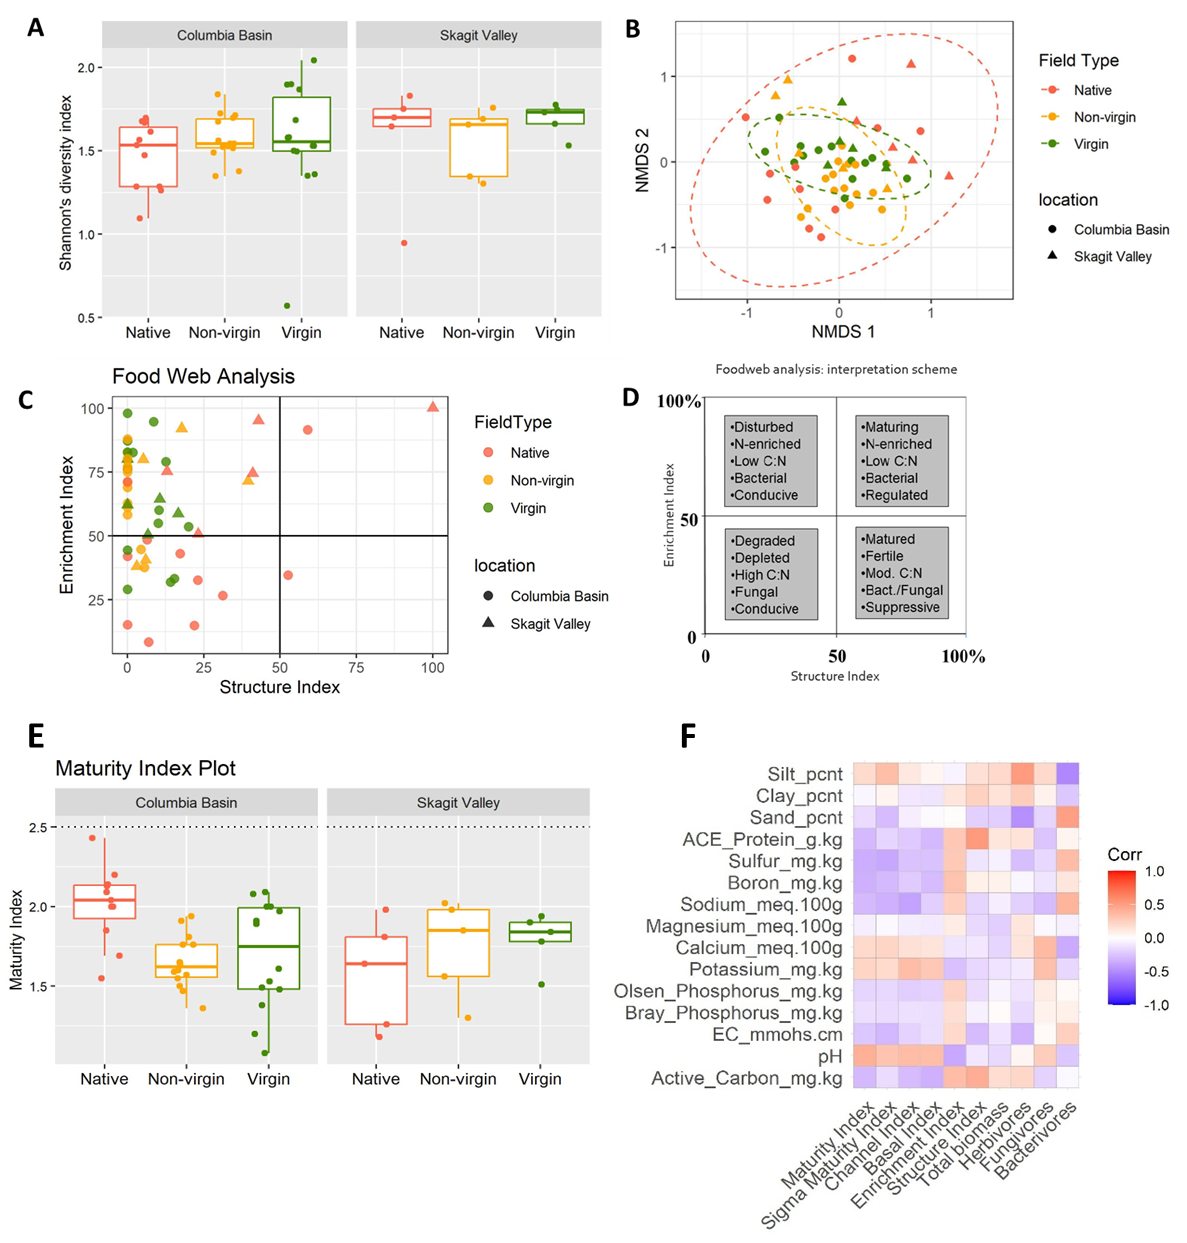 A
Columbia Basin
Skagit Valley
Shannon's diversity index
2.0
1.5
1.0
0.5
Native
Non-virgin
Virgin
Native
Non-virgin
Virgin
B
NMDS 2
1
0
-1
-1
0
1
NMDS 1
Field Type
Native
Non-virgin
Virgin
location
Columbia Basin
Skagit Valley
C
Food Web Analysis
Enrichment Index
100
75
50
25
0
25
50
75
100
Structure Index
FieldType
Native
Non-virgin
Virgin
location
Columbia Basin
Skagit Valley
Foodweb analysis: interpretation scheme
D
100%
50
0
Enrichment Index
•Disturbed
•N-enriched
•Low C:N
•Bacterial
•Conducive
•Maturing
•N-enriched
•Low C:N
•Bacterial
•Regulated
•Degraded
•Depleted
•High C:N
•Fungal
•Conducive
•Matured
•Fertile
•Mod. C:N
•Bact./Fungal
•Suppressive
0
50
100%
Structure Index
E
Maturity Index Plot
Columbia Basin
Skagit Valley
Maturity Index
2.5
2.0
1.5
Native
Non-virgin
Virgin
Native
Non-virgin
Virgin
F
Silt_pcnt
Clay_pcnt
Sand_pcnt
ACE_Protein_g.kg
Sulfur_mg.kg
Boron_mg.kg
Sodium_meq.100g
Magnesium_meq.100g
Calcium_meq.100g
Potassium_mg.kg
Olsen_Phosphorus_mg.kg
Bray_Phosphorus_mg.kg
EC_mmohs.cm
pH
Active_Carbon_mg.kg
Maturity Index
Sigma Maturity Index
Channel Index
Basal Index
Enrichment Index
Structure Index
Total biomass
Herbivores
Fungivores
Bacterivores
Corr
1.0
0.5
0.0
-0.5
-1.0